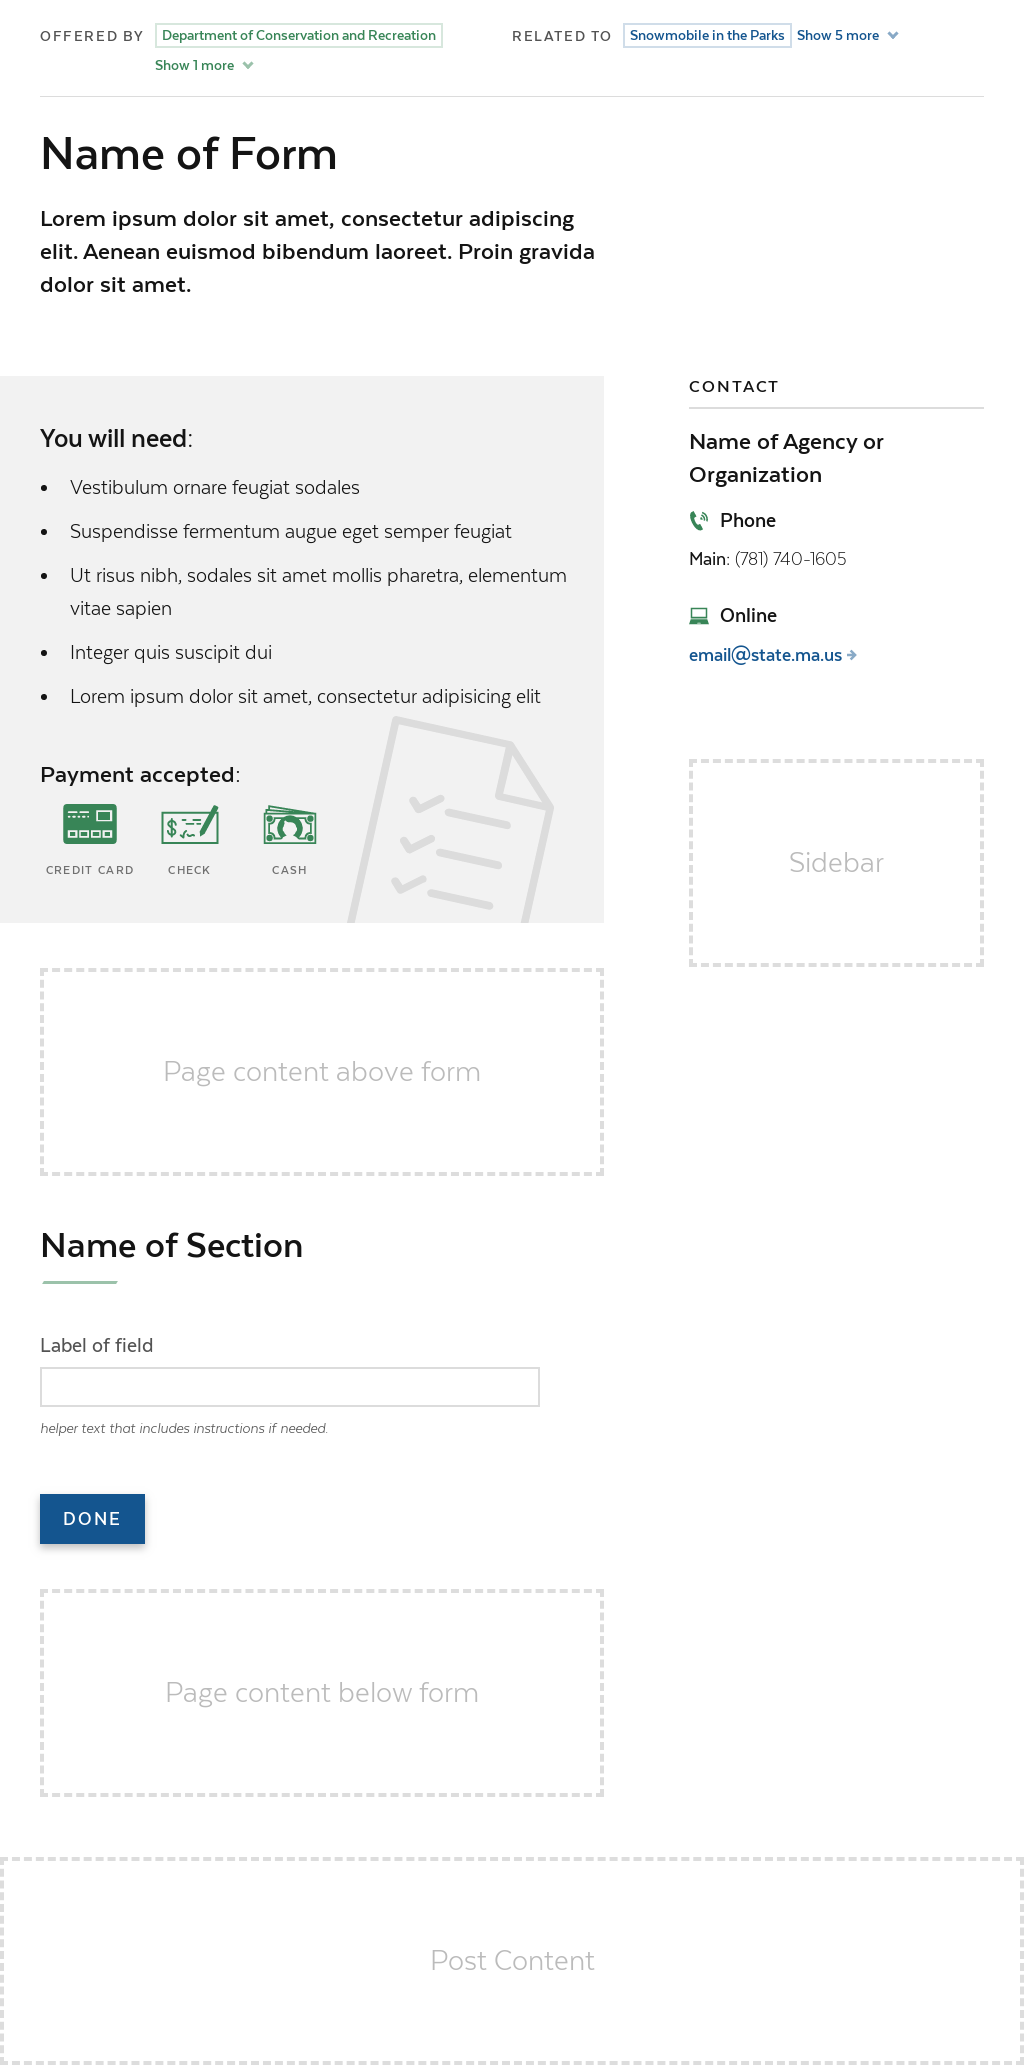 OFFERED BY Department of Conservation and Recreation
Show 1 more
RELATED TO Snowmobile in the Parks Show 5 more
Name of Form
Lorem ipsum dolor sit amet, consectetur adipiscing
elit. Aenean euismod bibendum laoreet. Proin gravida
dolor sit amet.
You will need:
Vestibulum ornare feugiat sodales
Suspendisse fermentum augue eget semper feugiat
Ut risus nibh, sodales sit amet mollis pharetra, elementum
vitae sapien
Integer quis suscipit dui
Lorem ipsum dolor sit amet, consectetur adipisicing elit
Payment accepted:
CREDIT CARD
CHECK
CASH
CONTACT
Name of Agency or
Organization
Phone
Main: (781) 740-1605
Online
email@state.ma.us
Sidebar
Page content above form
Name of Section
Label of field
helper text that includes instructions if needed.
DONE
Page content below form
Post Content